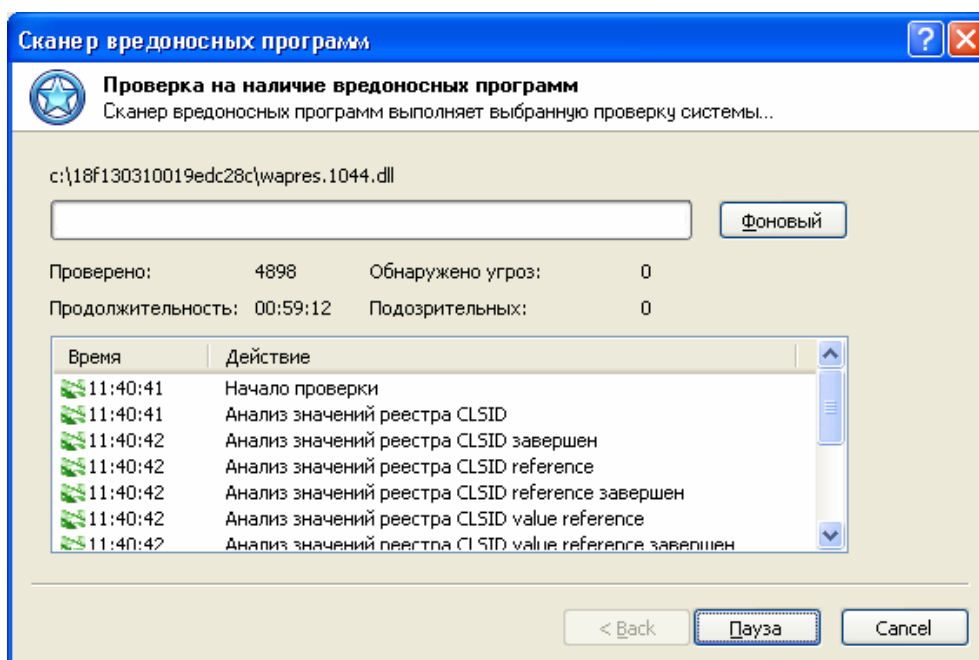 Сканер вредоносных программ
Проверка на наличие вредоносных программ
Сканер вредоносных программ выполняет выбранную проверку системы...
c:\18f130310019edc28c\wapres.1044.dll
Фоновый
Проверено: 4898 Обнаружено угроз: 0
Продолжительность: 00:59:12 Подозрительных: 0
Время Действие
11:40:41 Начало проверки
11:40:41 Анализ значений реестра CLSID
11:40:42 Анализ значений реестра CLSID завершен
11:40:42 Анализ значений реестра CLSID reference
11:40:42 Анализ значений реестра CLSID reference завершен
11:40:42 Анализ значений реестра CLSID value reference
11:40:42 Анализ значений реестра CLSID value reference завершен
< Back Пауза Cancel